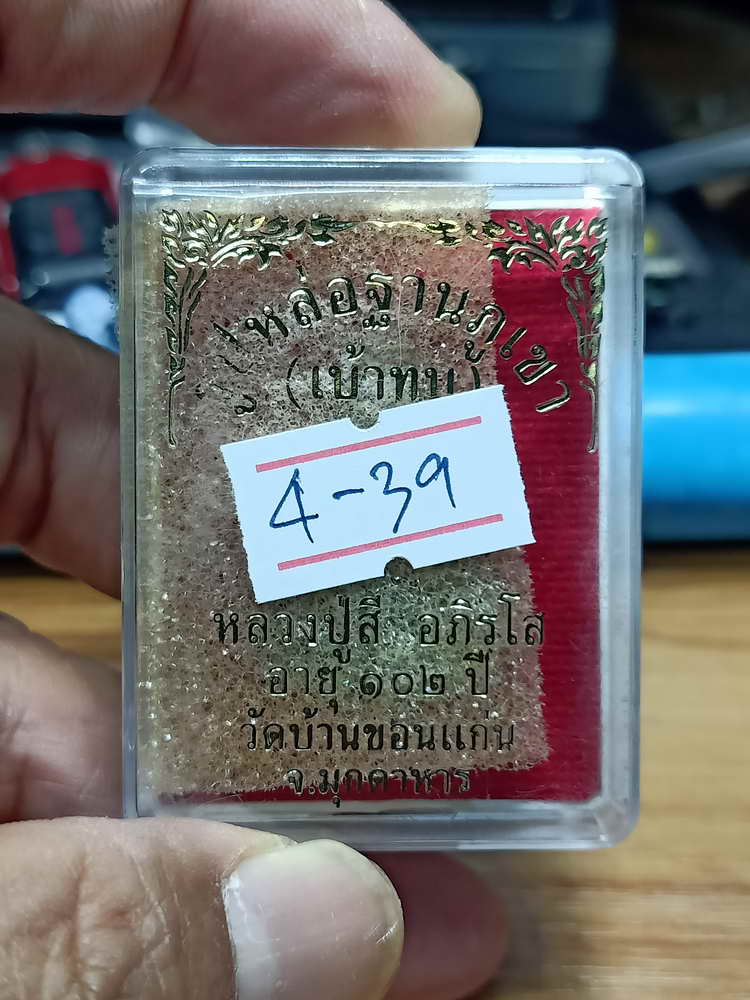 รูปหล่อฐานภูเขา
(เบ้าทุบ)
4-39
หลวงปู่สี อภิรโส
อายุ ๑๐๒ ปี
วัดบ้านขอนแก่น
จ.มุกดาหาร